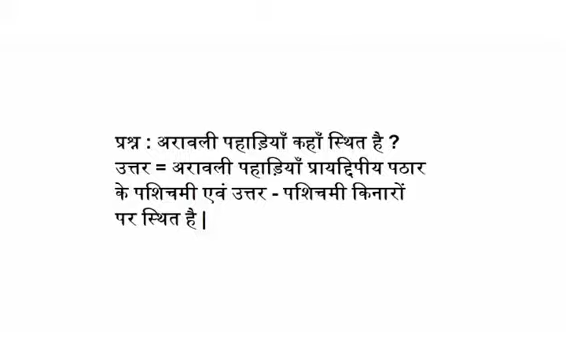 प्रश्न : अरावली पहाड़ियाँ कहाँ स्थित है ?
उत्तर = अरावली पहाड़ियाँ प्रायद्दिपीय पठार
के पशिचमी एवं उत्तर - पशिचमी किनारों
पर स्थित है |